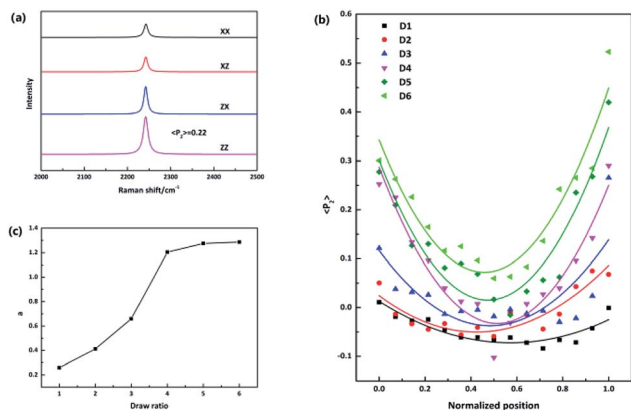 (a)
XX
XZ
ZX
<P2>=0.22
ZZ
Intensity
2000 2100 2200 2300 2400 2500
Raman shift/cm-1
(b)
0.6
0.5
0.4
0.3
0.2
0.1
0.0
-0.1
<P2>
D1
D2
D3
D4
D5
D6
0.0 0.2 0.4 0.6 0.8 1.0
Normalized position
(c)
1.4
1.2
1.0
0.8
0.6
0.4
0.2
a
1 2 3 4 5 6
Draw ratio